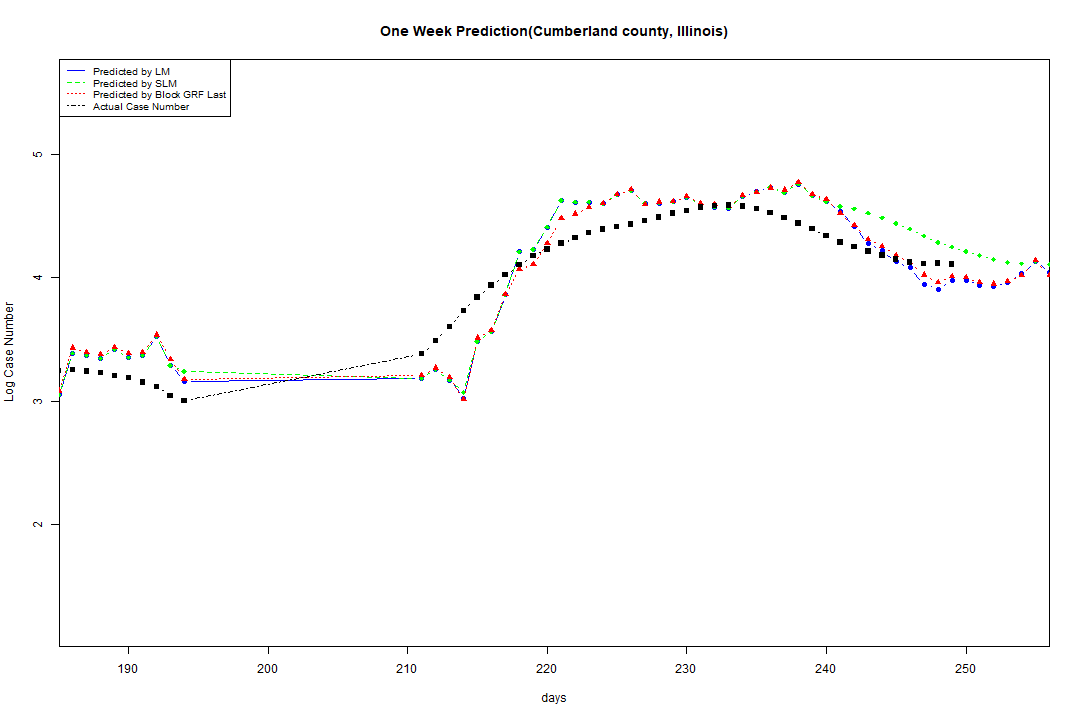 One Week Prediction(Cumberland county, Illinois)
Predicted by LM
Predicted by SLM
Predicted by Block GRF Last
Actual Case Number
5
4
3
2
Log Case Number
190 200 210 220 230 240 250
days